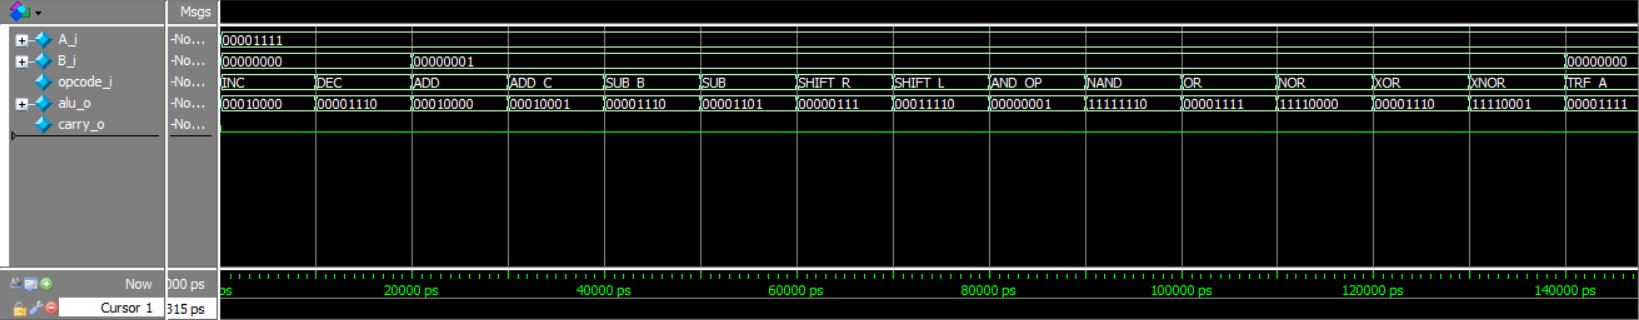 Msgs
A_i -No... 00001111
B_i -No... 00000000 00000001 00000000
opcode_i -No... INC DEC ADD ADD_C SUB_B SUB SHIFT_R SHIFT_L AND_OP NAND OR NOR XOR XNOR TRF_A
alu_o -No... 00010000 00001110 00010000 00010001 00001110 00001101 00000111 00011110 00000001 11111110 00001111 11110000 00001110 11110001 00001111
carry_o -No...
Now 000 ps ps 20000 ps 40000 ps 60000 ps 80000 ps 100000 ps 120000 ps 140000 ps
Cursor 1 315 ps